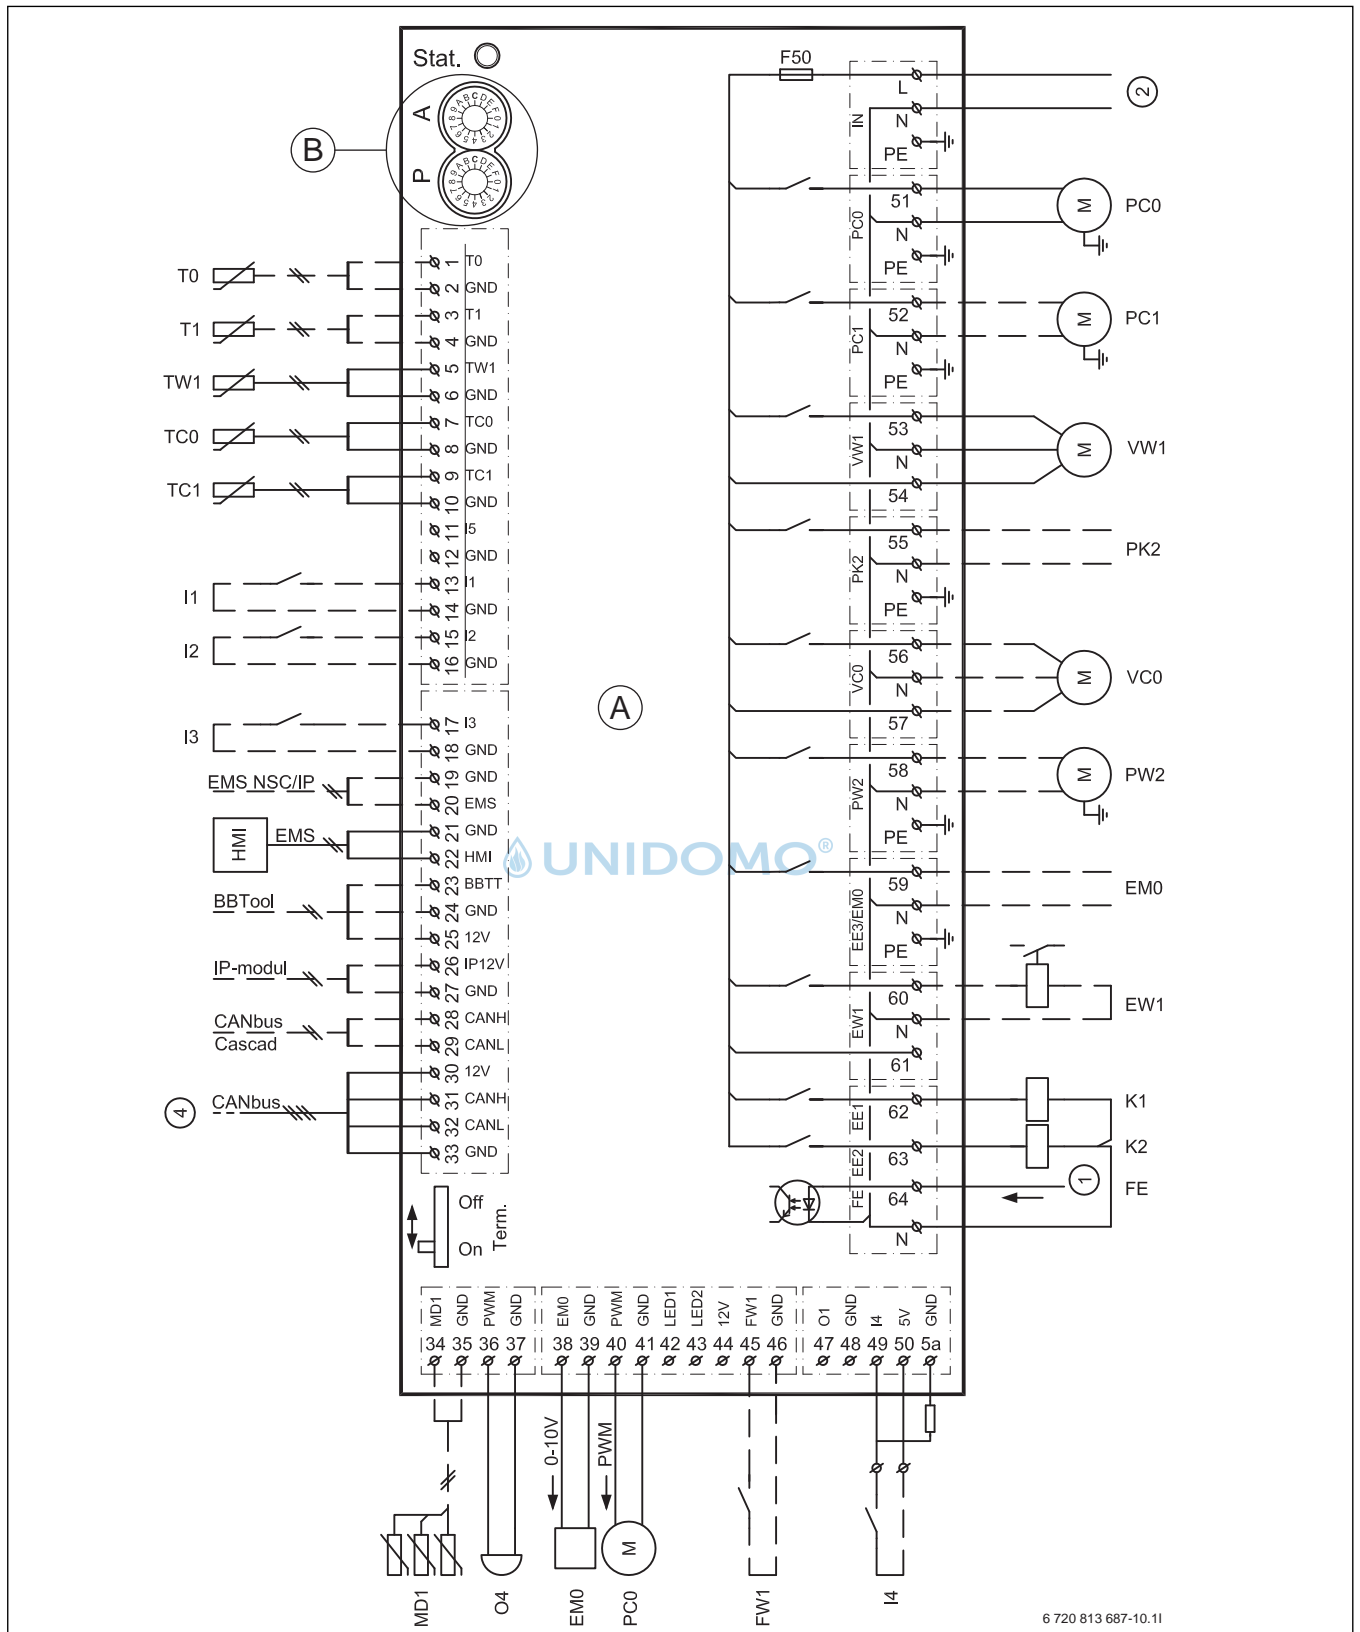 Stat.
A
P
B
F50
L
N
PE
IN
2
51
N
PE
PC0
M
PC0
52
N
PE
PC1
M
PC1
53
N
54
VW1
M
VW1
55
N
PE
PK2
PK2
56
N
57
VC0
M
VC0
58
N
PE
PW2
M
PW2
59
N
PE
EE3/EM0
EM0
60
N
61
EW1
EW1
62
EE1
K1
63
EE2
K2
64
FE
1
FE
N
T0
1 T0
2 GND
T1
3 T1
4 GND
TW1
5 TW1
6 GND
TC0
7 TC0
8 GND
TC1
9 TC1
10 GND
11 I5
12 GND
I1
13 I1
14 GND
I2
15 I2
16 GND
A
I3
17 I3
18 GND
EMS NSC/IP
19 GND
20 EMS
HMI
EMS
21 GND
22 HMI
UNIDOMO®
BBTool
23 BBTT
24 GND
25 12V
IP-modul
26 IP12V
27 GND
CANbus
Cascad
28 CANH
29 CANL
4
CANbus
30 12V
31 CANH
32 CANL
33 GND
Off
On
Term.
MD1 GND PWM GND
34 35 36 37
EM0 GND PWM GND LED1 LED2 12V FW1 GND
38 39 40 41 42 43 44 45 46
O1 GND I4 5V GND
47 48 49 50 5a
0-10V
PWM
M
MD1
O4
EM0
PC0
FW1
I4
6 720 813 687-10.1I